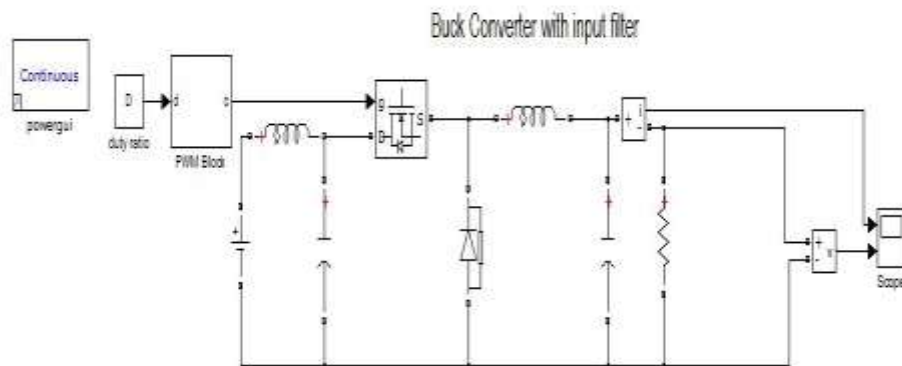 Buck Converter with input filter
Continuous
powergui
D
duty ratio
d
o
PWM Block
g
D
S
+
+
i
+
-
+
+
+
+
-
v
Scope